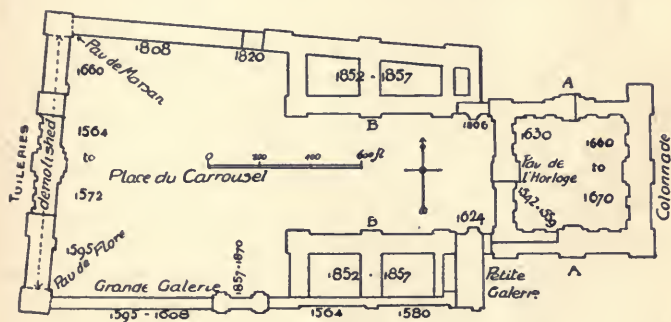 Pav de Marsan
1808
1820
1852 - 1857
1660
A
TUILERIES
demolished
1564
to
1572
B
1806
1630
1660
to
1670
Pav de
l'Horloge
Colonnade
0 200 400 600 ft
Place du Carrousel
1624
B
A
1595
Pav de Flore
1857-1870
1852 - 1857
Petite
Galerie
Grande Galerie
1595 - 1608
1564
1580